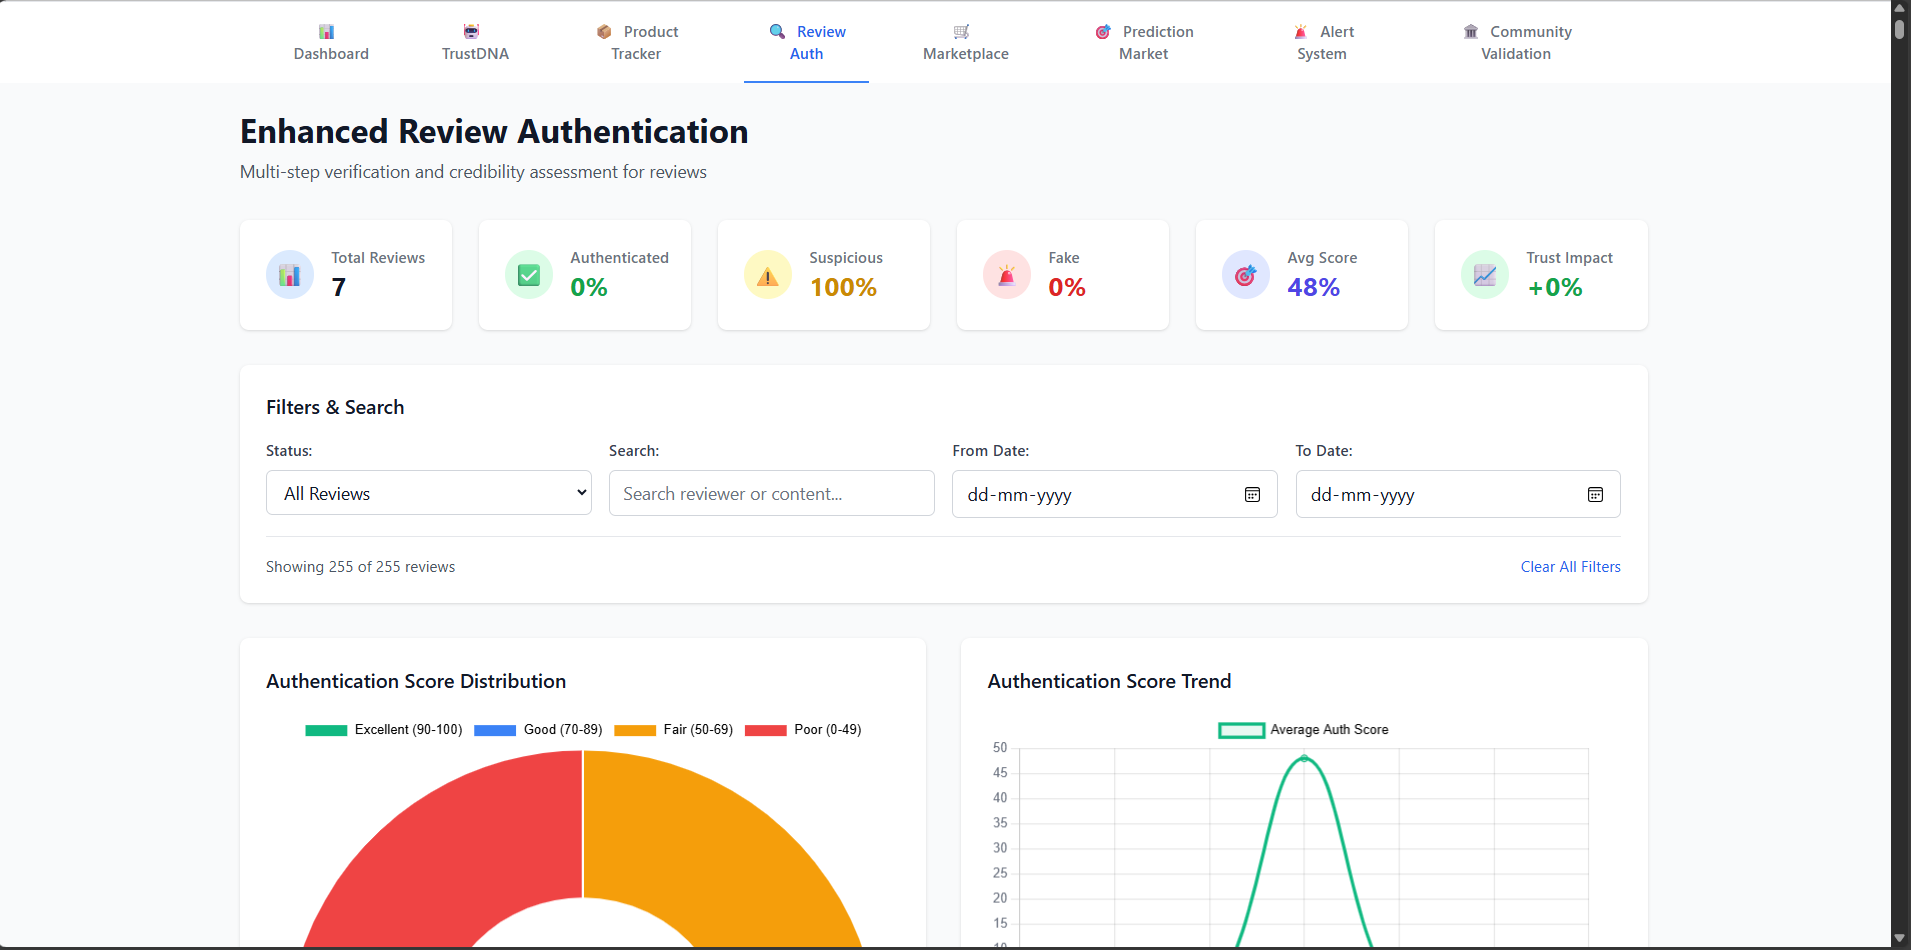 Dashboard
TrustDNA
Product
Tracker
Review
Auth
Marketplace
Prediction
Market
Alert
System
Community
Validation
Enhanced Review Authentication
Multi-step verification and credibility assessment for reviews
Total Reviews
7
Authenticated
0%
Suspicious
100%
Fake
0%
Avg Score
48%
Trust Impact
+0%
Filters & Search
Status:
All Reviews
Search:
Search reviewer or content...
From Date:
dd-mm-yyyy
To Date:
dd-mm-yyyy
Showing 255 of 255 reviews
Clear All Filters
Authentication Score Distribution
Excellent (90-100) Good (70-89) Fair (50-69) Poor (0-49)
Authentication Score Trend
Average Auth Score
50
45
40
35
30
25
20
15
10